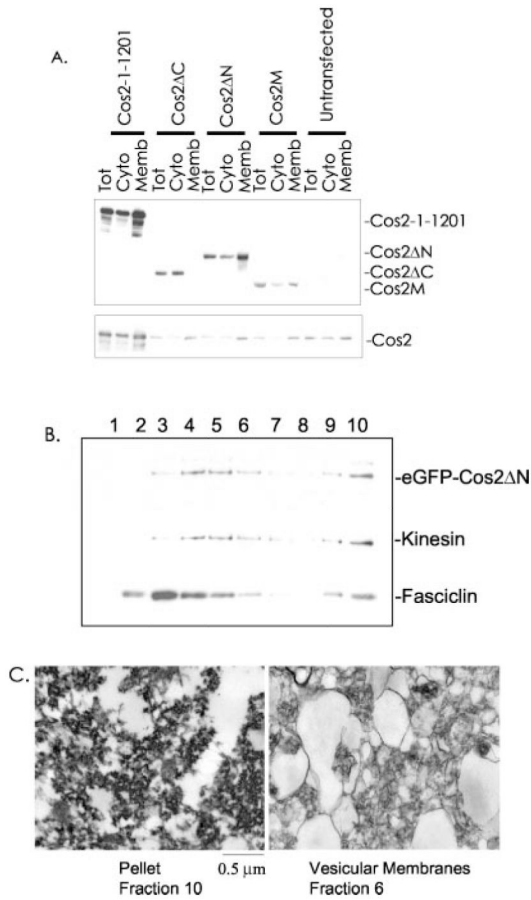 A.
Cos2-1-1201
Cos2ΔC
Cos2ΔN
Cos2M
Untransfected
Tot Cyto Memb Tot Cyto Memb Tot Cyto Memb Tot Cyto Memb Tot Cyto Memb
-Cos2-1-1201
-Cos2ΔN
-Cos2ΔC
-Cos2M
-Cos2
B.
1 2 3 4 5 6 7 8 9 10
-eGFP-Cos2ΔN
-Kinesin
-Fasciclin
C.
Pellet
Fraction 10
0.5 μm
Vesicular Membranes
Fraction 6